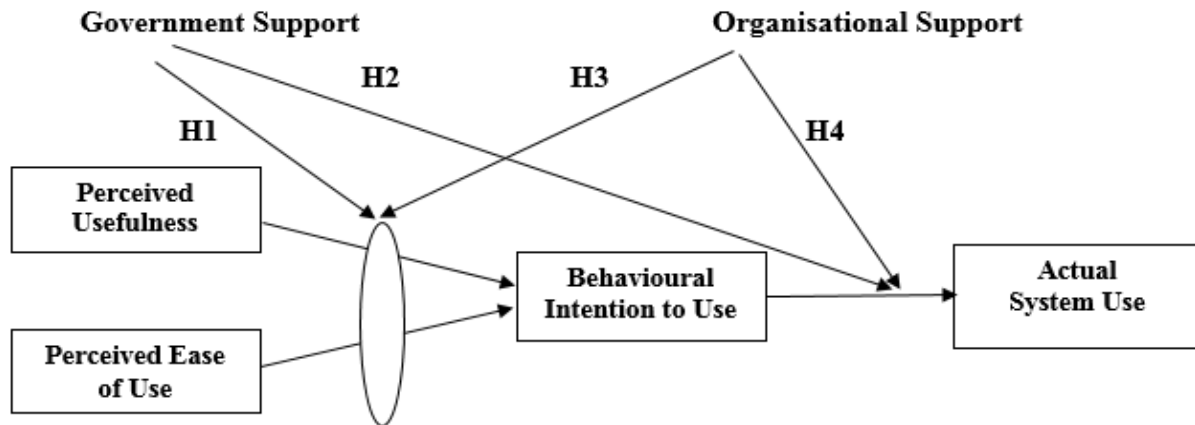 Government Support
Organisational Support
H2
H3
H1
H4
Perceived
Usefulness
Behavioural
Intention to Use
Actual
System Use
Perceived Ease
of Use